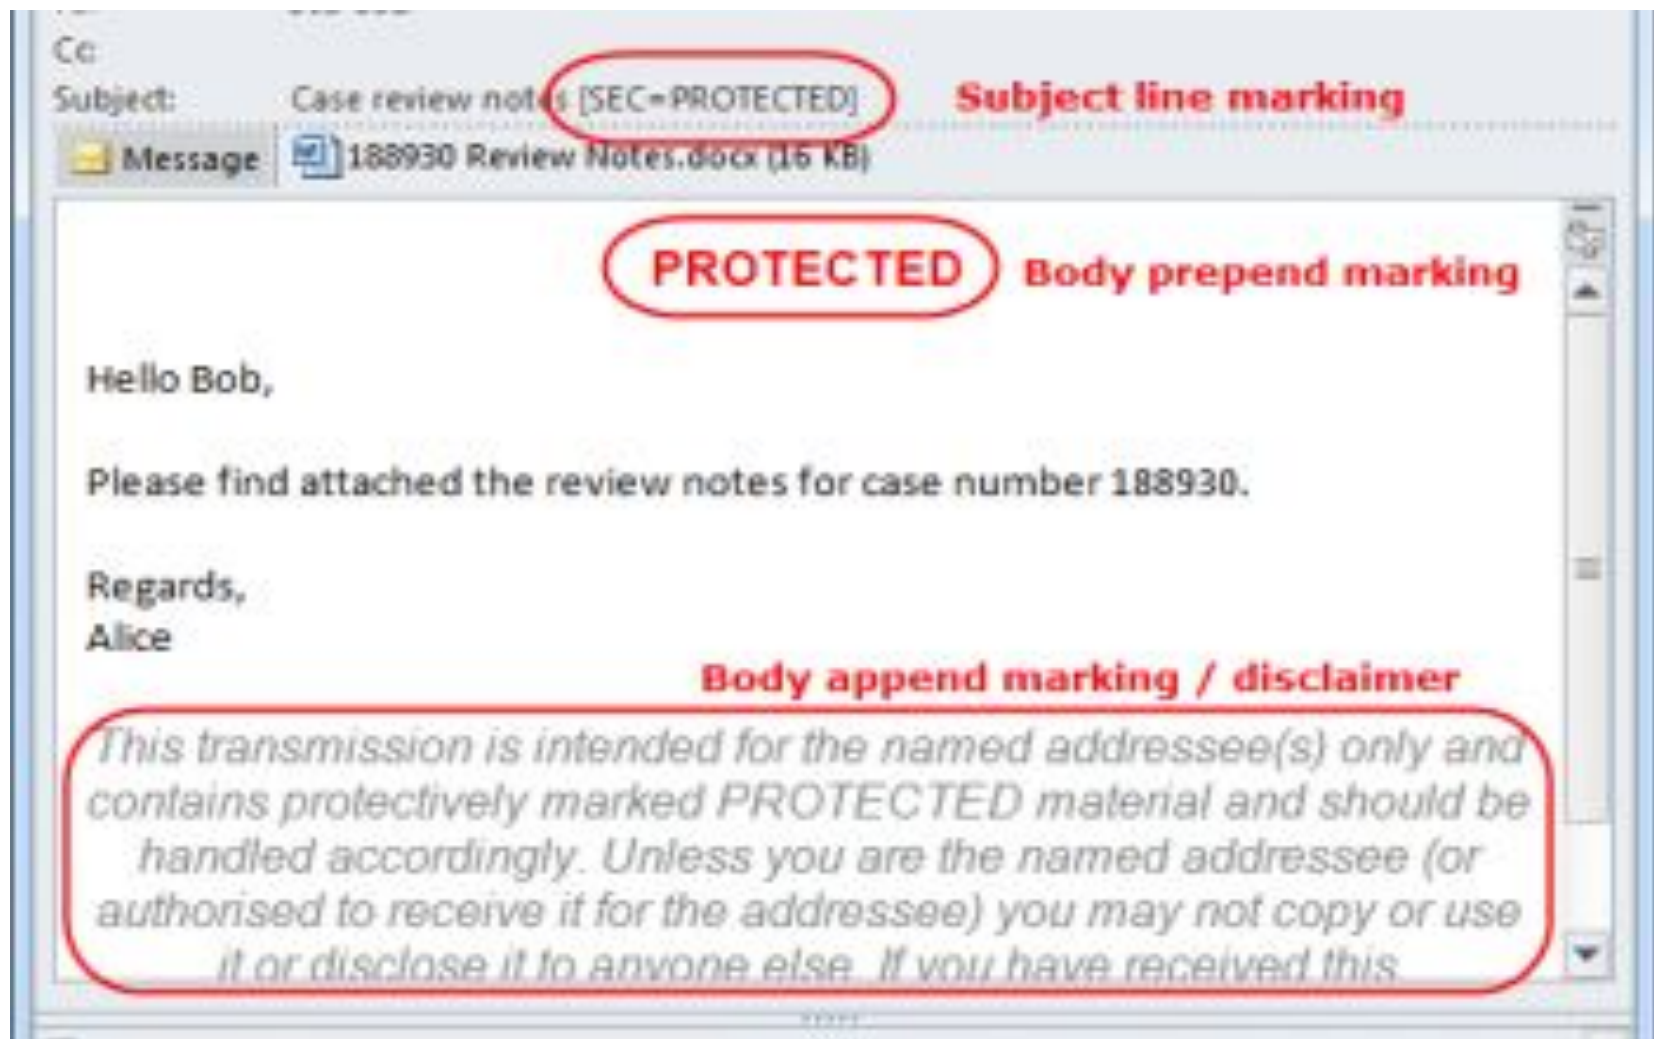 Cc
Subject: Case review notes [SEC=PROTECTED] Subject line marking
Message 188930 Review Notes.docx (16 KB)
PROTECTED Body prepend marking
Hello Bob,
Please find attached the review notes for case number 188930.
Regards,
Alice
Body append marking / disclaimer
This transmission is intended for the named addressee(s) only and
contains protectively marked PROTECTED material and should be
handled accordingly. Unless you are the named addressee (or
authorised to receive it for the addressee) you may not copy or use
it or disclose it to anyone else. If you have received this